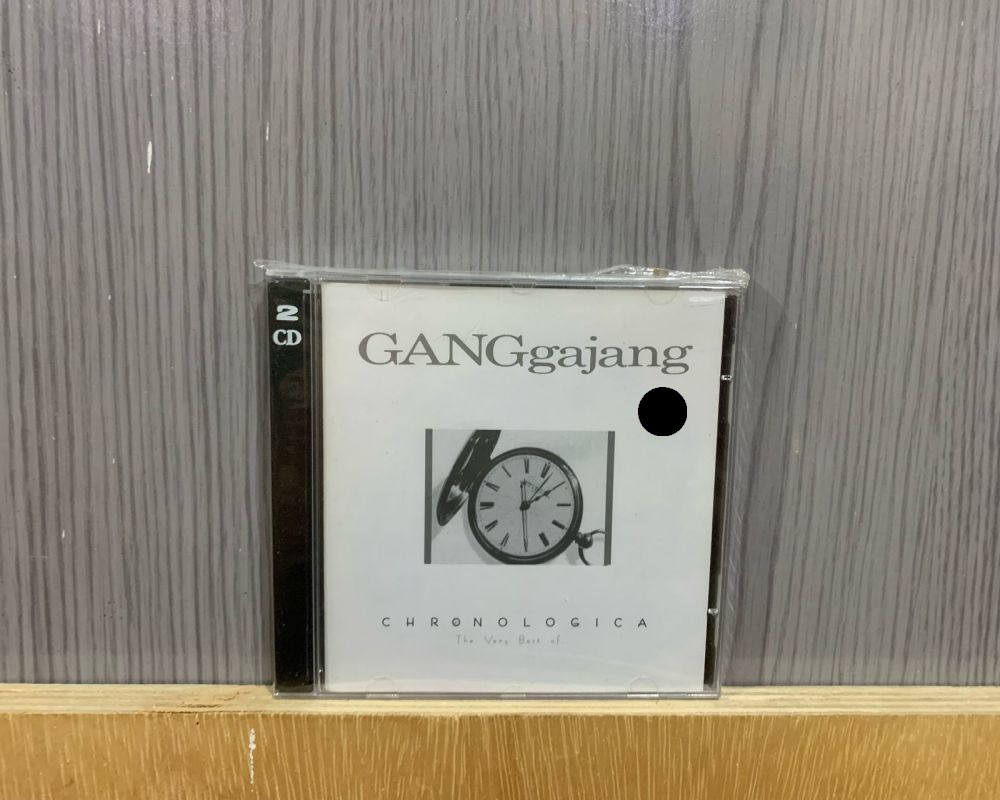 2
CD
GANGgajang
CHRONOLOGICA
The Very Best of